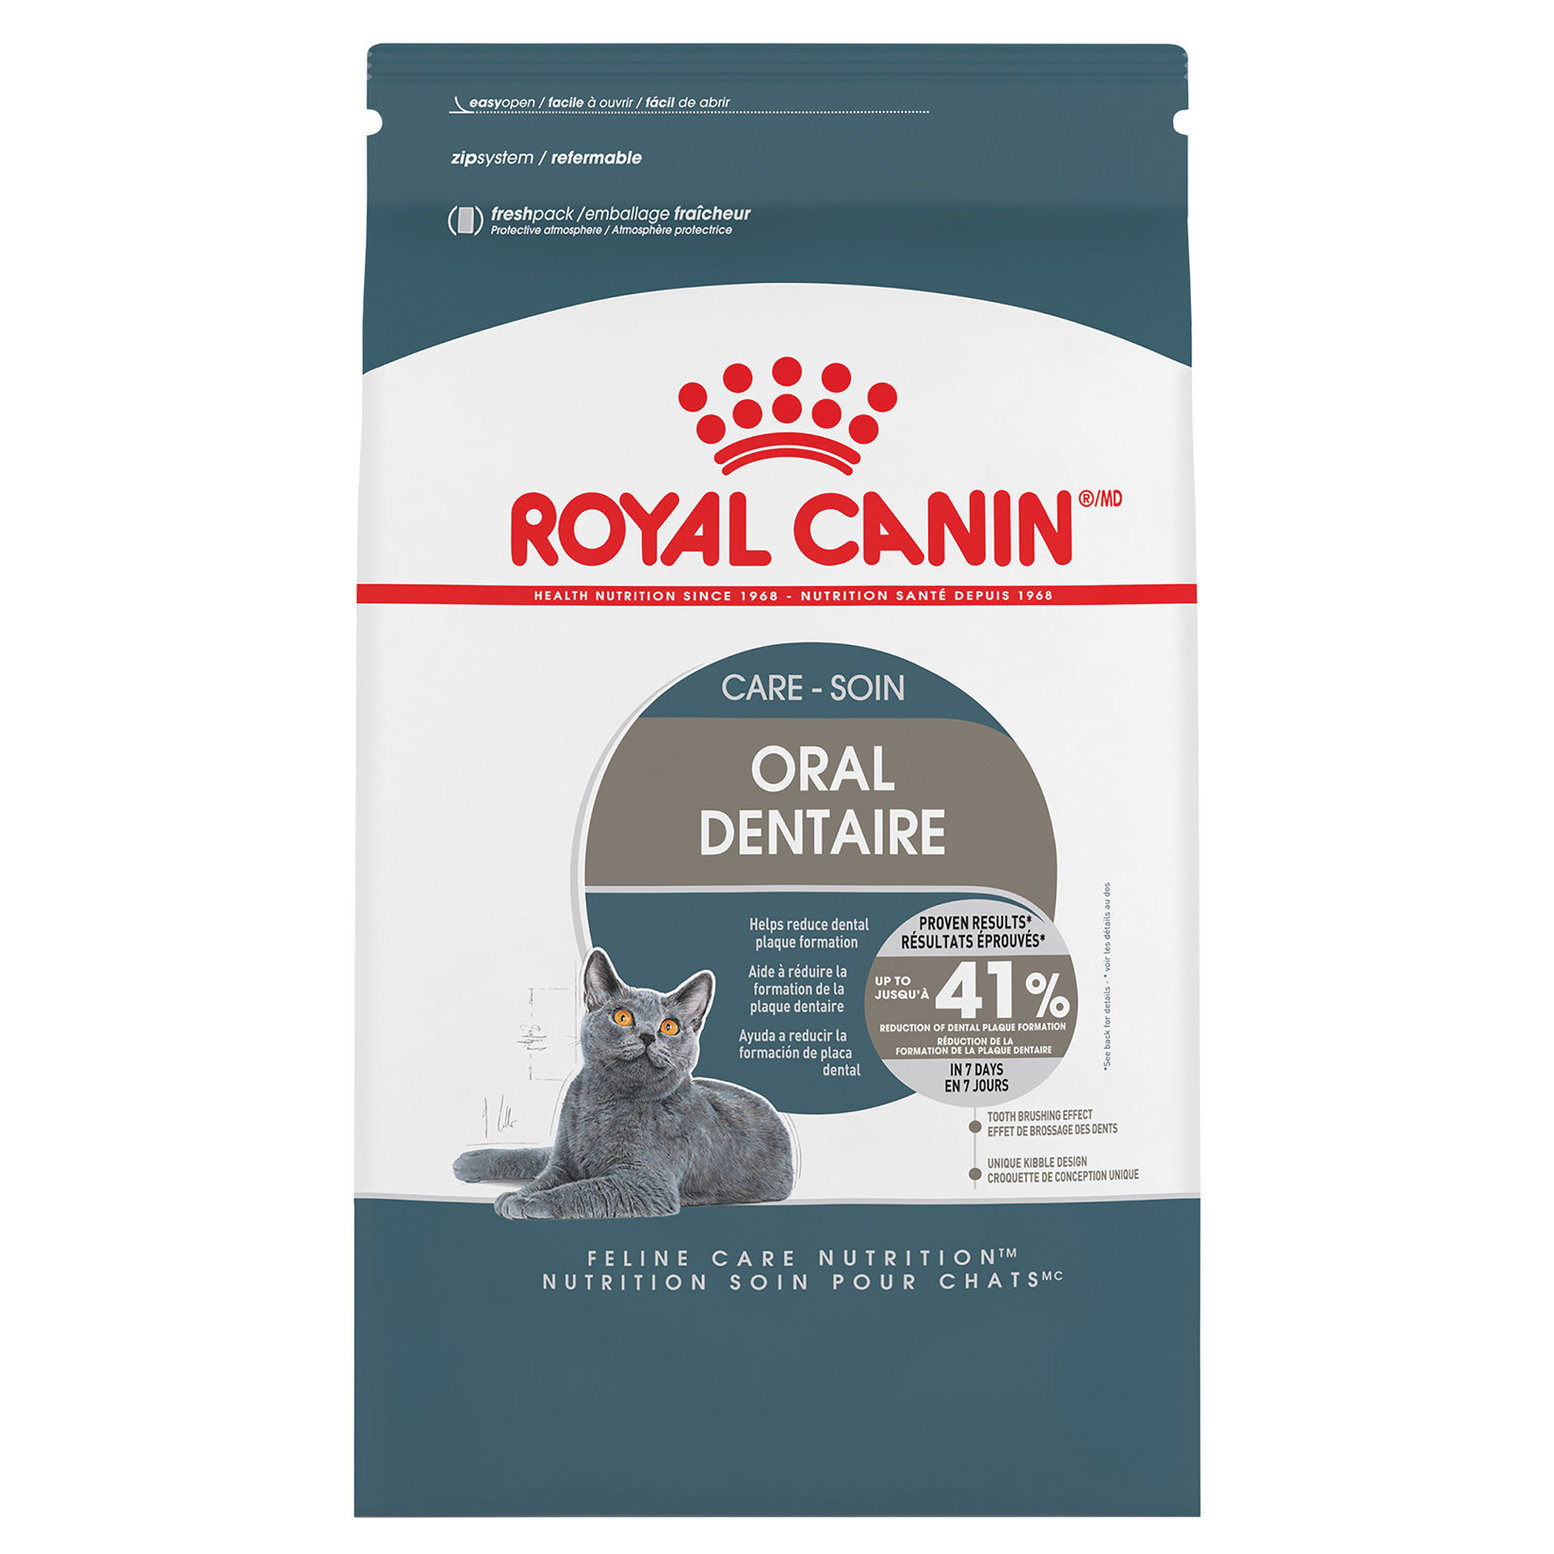 easyopen / facile à ouvrir / fácil de abrir
zipsystem / refermable
freshpack /emballage fraîcheur
Protective atmosphere / Atmosphère protectrice
ROYAL CANIN®/MD
HEALTH NUTRITION SINCE 1968 - NUTRITION SANTÉ DEPUIS 1968
CARE - SOIN
ORAL
DENTAIRE
Helps reduce dental
plaque formation
Aide à réduire la
formation de la
plaque dentaire
Ayuda a reducir la
formación de placa
dental
PROVEN RESULTS*
RÉSULTATS ÉPROUVÉS*
UP TO
JUSQU'À
41%
REDUCTION OF DENTAL PLAQUE FORMATION
RÉDUCTION DE LA
FORMATION DE LA PLAQUE DENTAIRE
IN 7 DAYS
EN 7 JOURS
*See back for details - * voir les détails au dos
TOOTH BRUSHING EFFECT
EFFET DE BROSSAGE DES DENTS
UNIQUE KIBBLE DESIGN
CROQUETTE DE CONCEPTION UNIQUE
FELINE CARE NUTRITION™
NUTRITION SOIN POUR CHATS MC